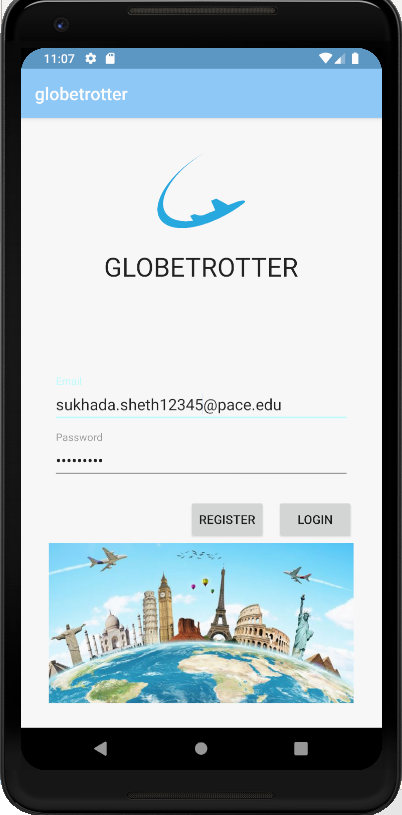 11:07
globetrotter
GLOBETROTTER
Email
sukhada.sheth12345@pace.edu
Password
•••••••••
REGISTER LOGIN